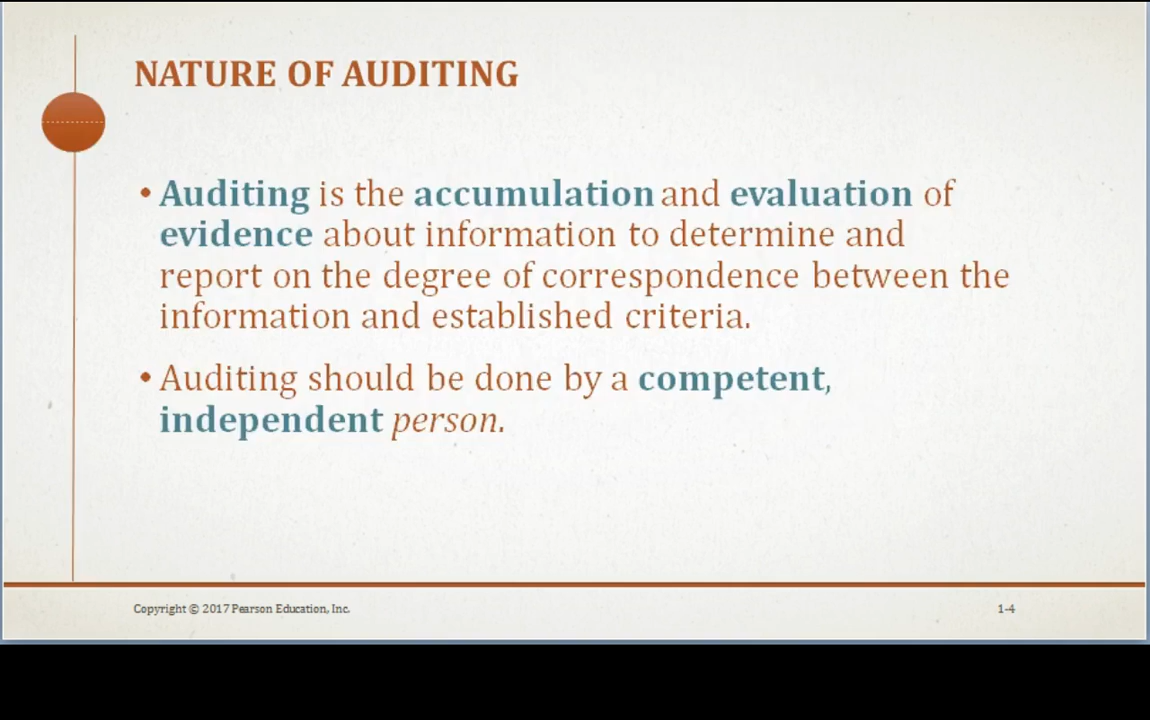 NATURE OF AUDITING
• Auditing is the accumulation and evaluation of
evidence about information to determine and
report on the degree of correspondence between the
information and established criteria.
• Auditing should be done by a competent,
independent person.
Copyright © 2017 Pearson Education, Inc.
1-4